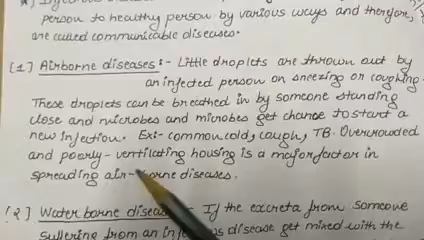 person to healthy person by various ways and therefore,
are called communicable diseases.
[1] Airborne diseases :- Little droplets are thrown out by
an infected person on sneezing or coughing.
These droplets can be breathed in by someone standing
close and microbes and microbes get chance to start a
new infection. Ex:- common cold, cough, TB. Overcrowded
and poorly-ventilating housing is a major factor in
spreading air-borne diseases.
[2] Water borne :- If the excreta from someone
suffering from an disease get mixed with the